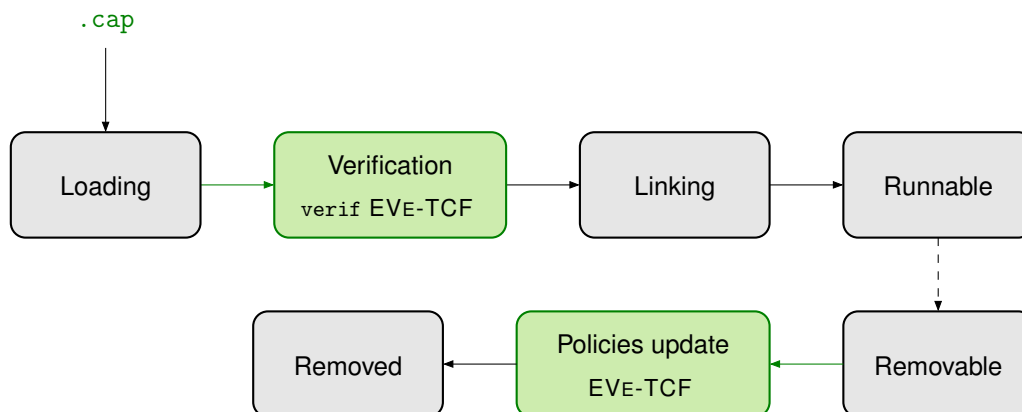 .cap
Loading
Verification
verif EVE-TCF
Linking
Runnable
Removed
Policies update
EVE-TCF
Removable